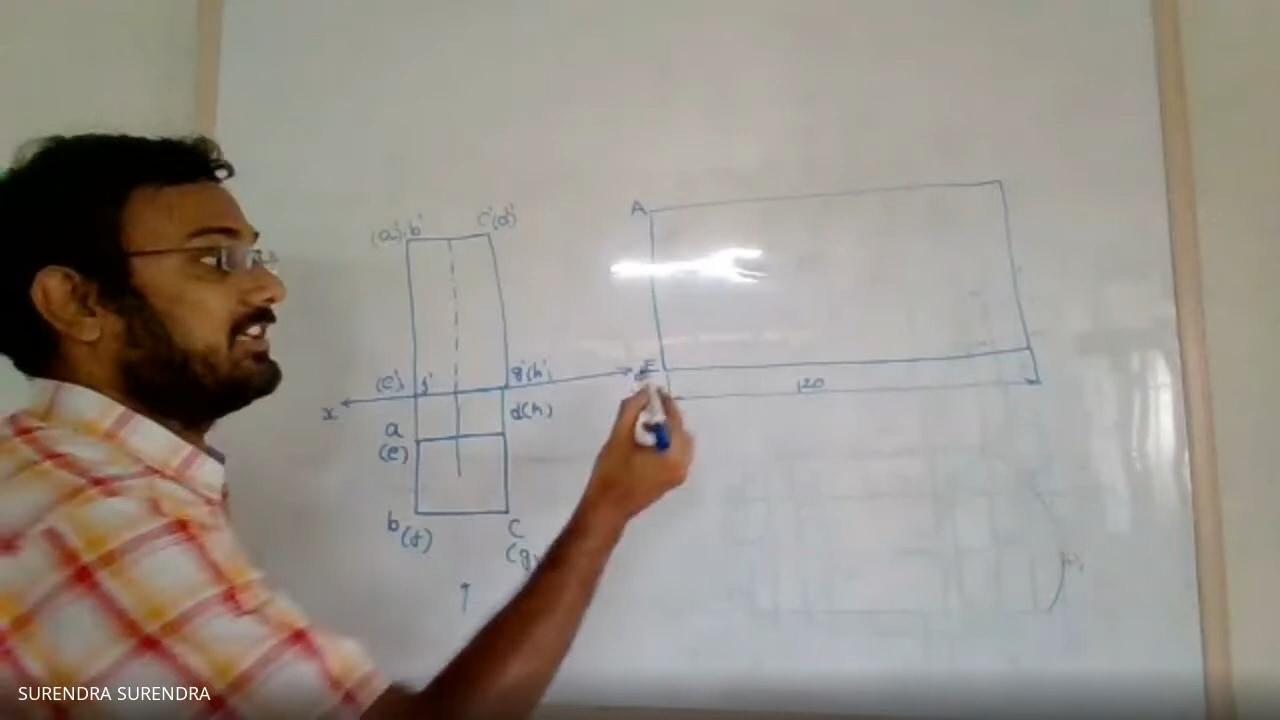 A
(a') b' c'(d')
(e') f' g'(h')
E
120
x
d(h)
a
(e)
b(f)
c
(g)
SURENDRA SURENDRA